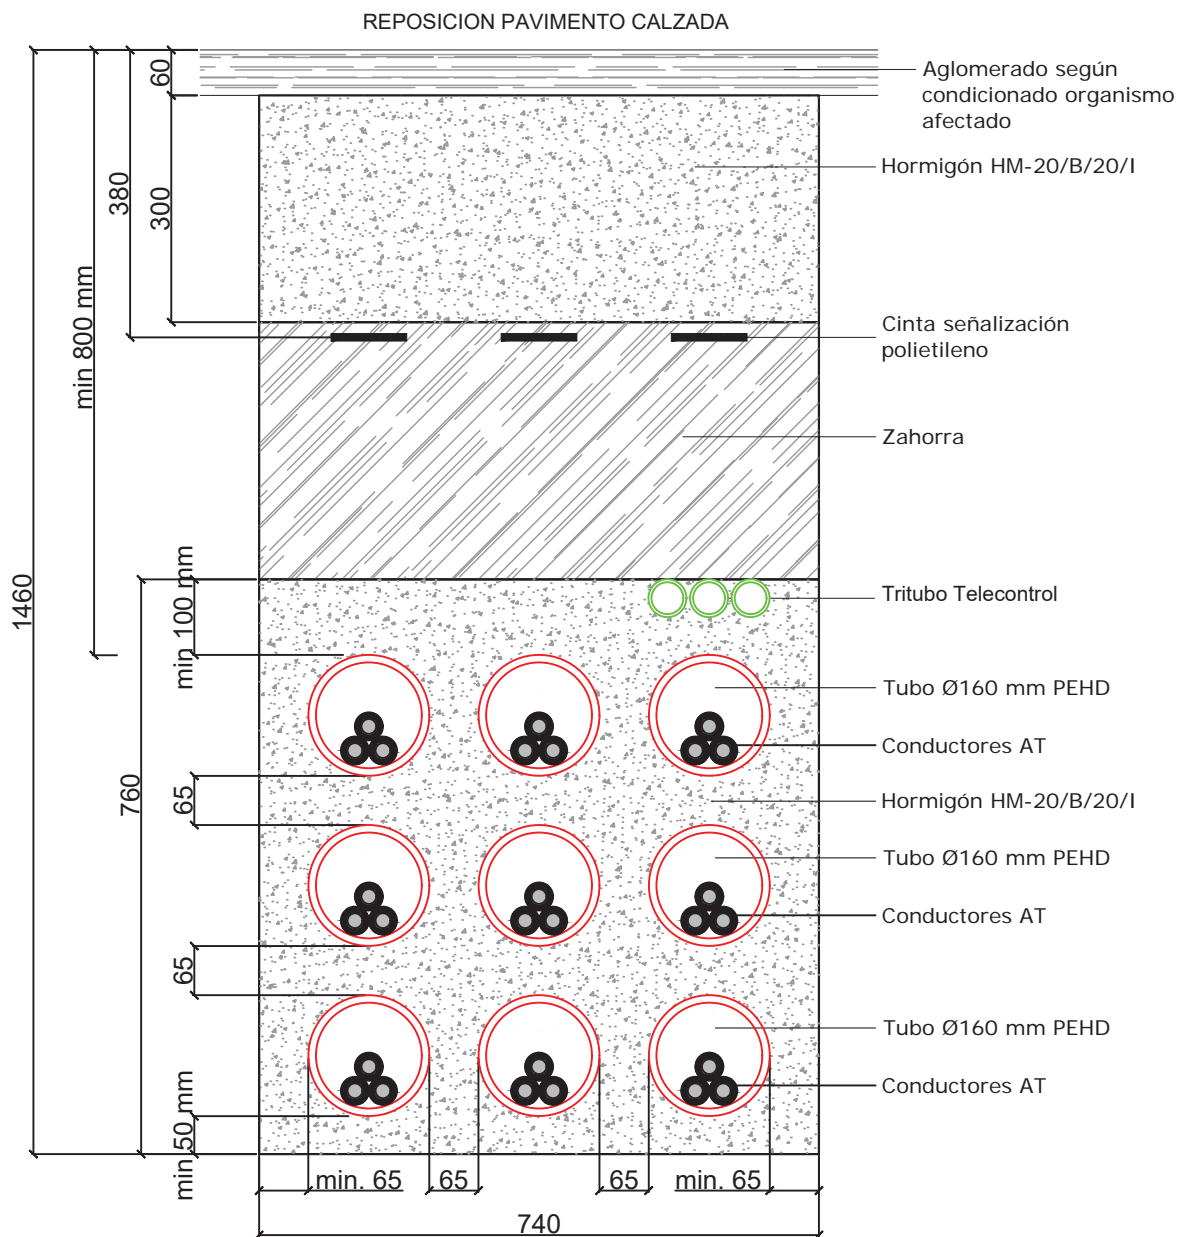 REPOSICION PAVIMENTO CALZADA
60
Aglomerado según
condicionado organismo
afectado
Hormigón HM-20/B/20/I
380
300
min 800 mm
Cinta señalización
polietileno
Zahorra
1460
min 100 mm
Tritubo Telecontrol
Tubo Ø160 mm PEHD
Conductores AT
760
65
Hormigón HM-20/B/20/I
Tubo Ø160 mm PEHD
Conductores AT
65
Tubo Ø160 mm PEHD
Conductores AT
min 50 mm
min. 65
65
65
min. 65
740